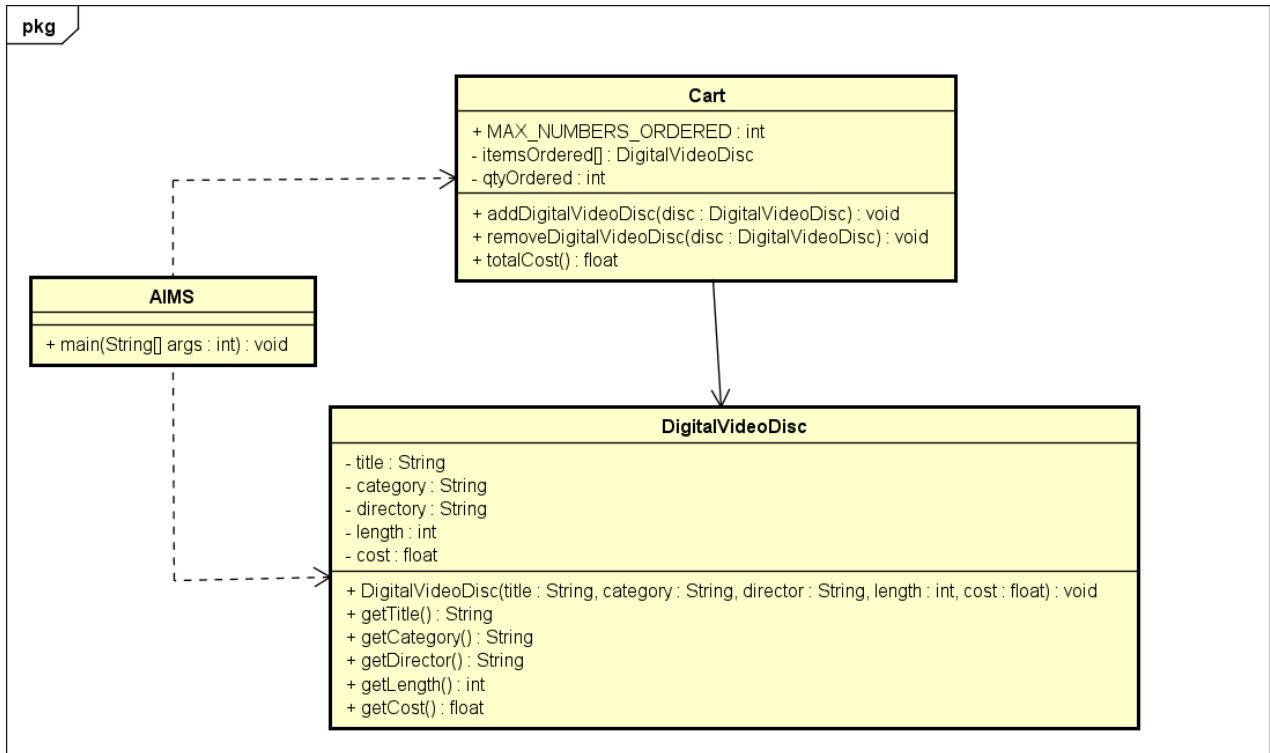 pkg
Cart
+ MAX_NUMBERS_ORDERED : int
- itemsOrdered[] : DigitalVideoDisc
- qtyOrdered : int
+ addDigitalVideoDisc(disc : DigitalVideoDisc) : void
+ removeDigitalVideoDisc(disc : DigitalVideoDisc) : void
+ totalCost() : float
AIMS
+ main(String[] args : int) : void
DigitalVideoDisc
- title : String
- category : String
- directory : String
- length : int
- cost : float
+ DigitalVideoDisc(title : String, category : String, director : String, length : int, cost : float) : void
+ getTitle() : String
+ getCategory() : String
+ getDirector() : String
+ getLength() : int
+ getCost() : float